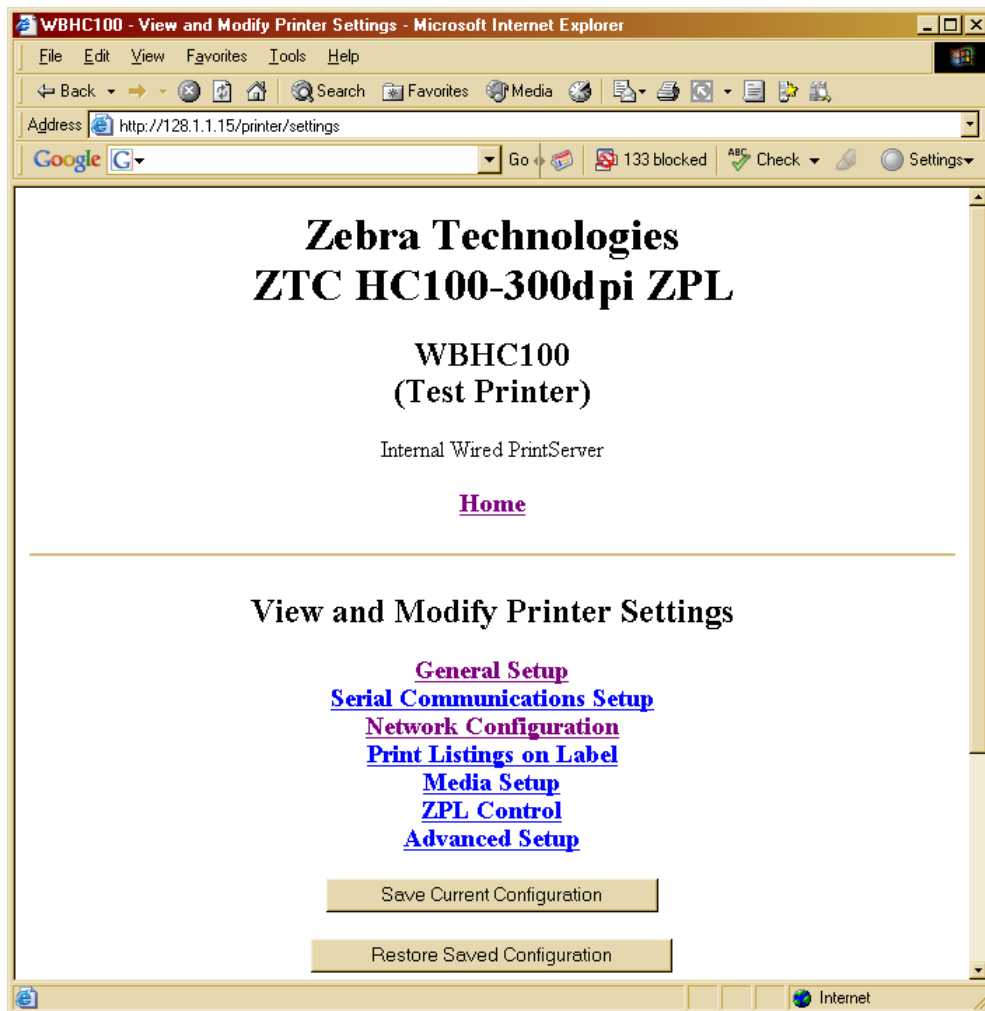 WBHC100 - View and Modify Printer Settings - Microsoft Internet Explorer
File Edit View Favorites Tools Help
Back Search Favorites Media
Address http://128.1.1.15/printer/settings
Google G Go 133 blocked ABC Check Settings
Zebra Technologies
ZTC HC100-300dpi ZPL
WBHC100
(Test Printer)
Internal Wired PrintServer
Home
View and Modify Printer Settings
General Setup
Serial Communications Setup
Network Configuration
Print Listings on Label
Media Setup
ZPL Control
Advanced Setup
Save Current Configuration
Restore Saved Configuration
Internet